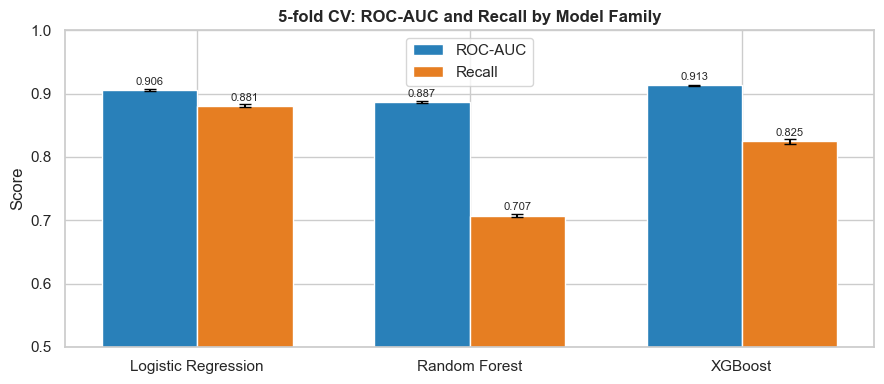 5-fold CV: ROC-AUC and Recall by Model Family
ROC-AUC
Recall
Score
1.0
0.9
0.8
0.7
0.6
0.5
0.906
0.881
0.887
0.707
0.913
0.825
Logistic Regression
Random Forest
XGBoost